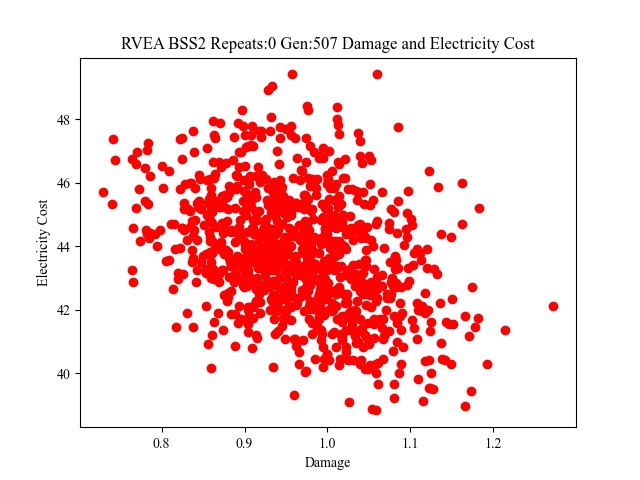 RVEA BSS2 Repeats:0 Gen:507 Damage and Electricity Cost
48
46
44
42
40
Electricity Cost
0.8 0.9 1.0 1.1 1.2
Damage